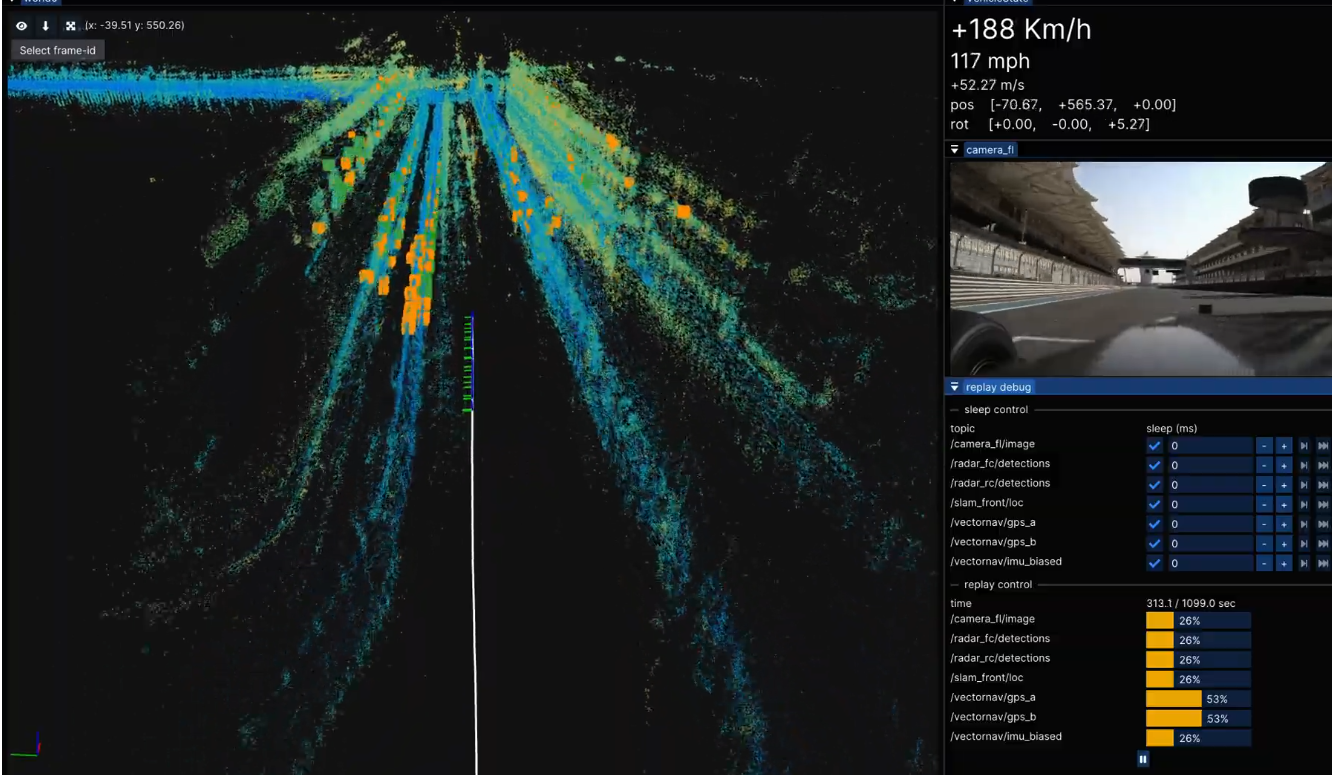 world0
(x: -39.51 y: 550.26)
Select frame-id
VehicleState
+188 Km/h
117 mph
+52.27 m/s
pos [-70.67, +565.37, +0.00]
rot [+0.00, -0.00, +5.27]
camera_fl
replay debug
sleep control
topic sleep (ms)
/camera_fl/image 0 - +
/radar_fc/detections 0 - +
/radar_rc/detections 0 - +
/slam_front/loc 0 - +
/vectornav/gps_a 0 - +
/vectornav/gps_b 0 - +
/vectornav/imu_biased 0 - +
replay control
time 313.1 / 1099.0 sec
/camera_fl/image 26%
/radar_fc/detections 26%
/radar_rc/detections 26%
/slam_front/loc 26%
/vectornav/gps_a 53%
/vectornav/gps_b 53%
/vectornav/imu_biased 26%